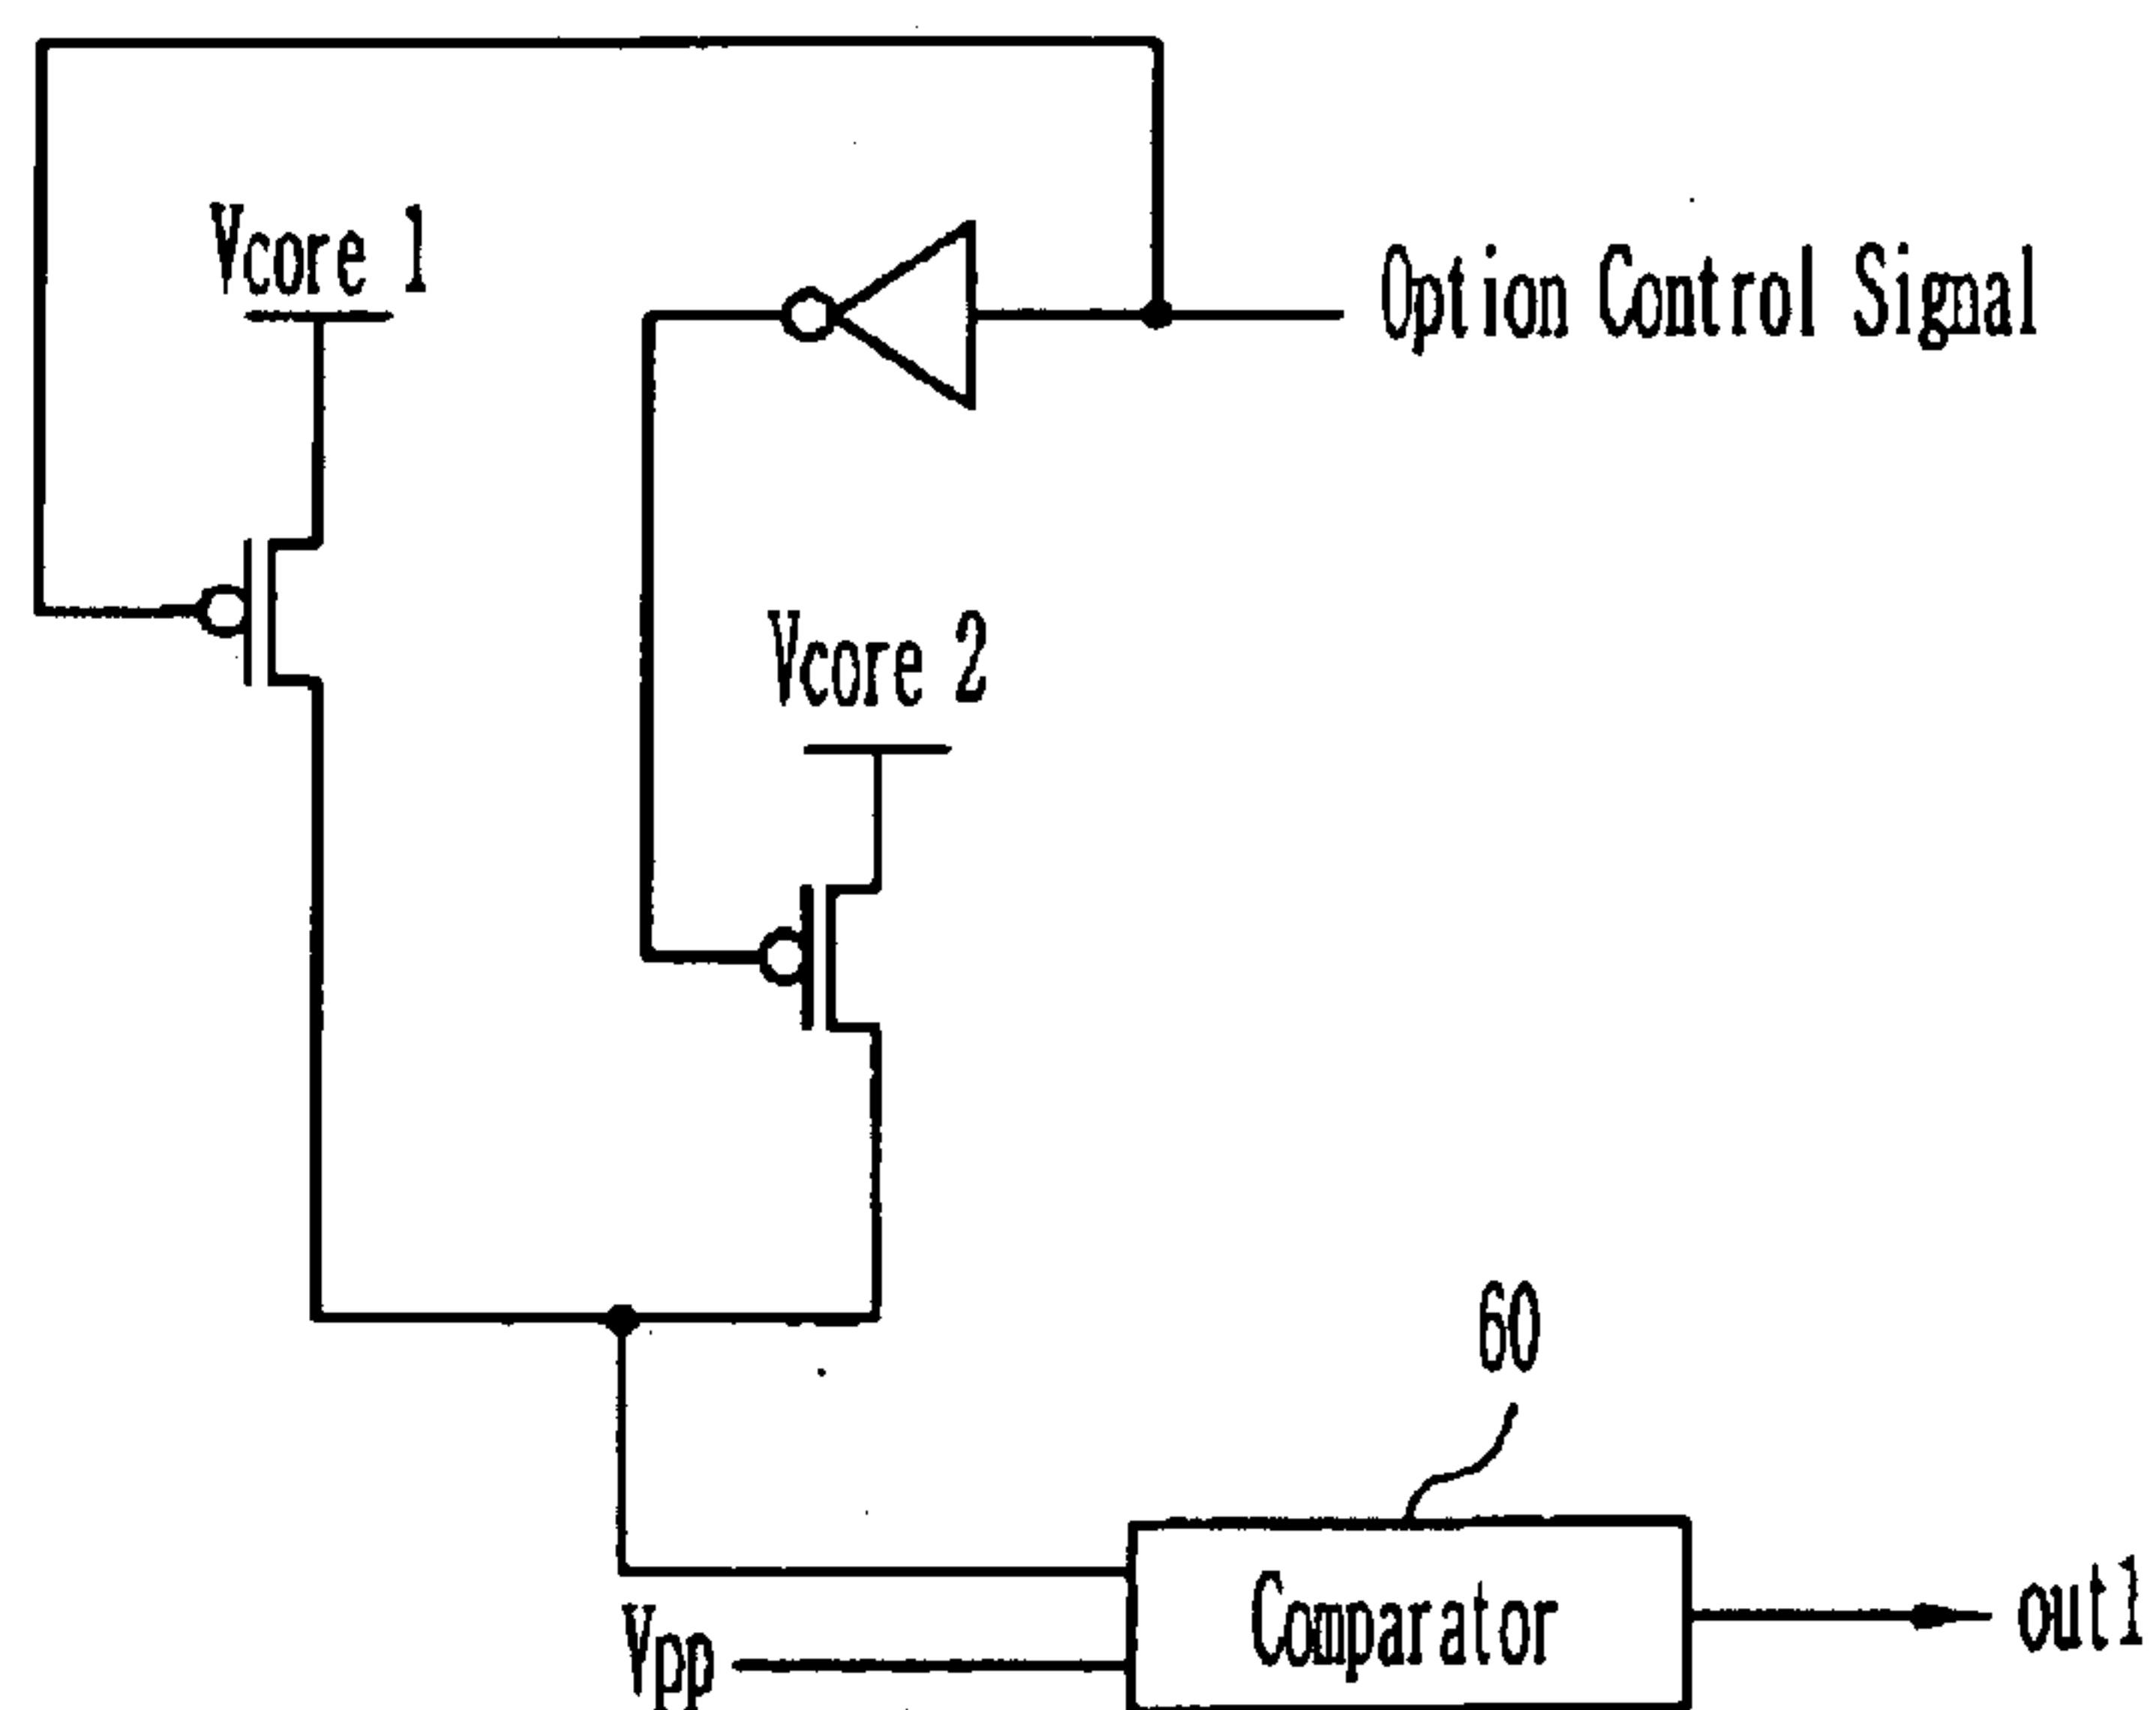 Vcore 1
Option Control Signal
Vcore 2
60
Comparator
Vpp
out1